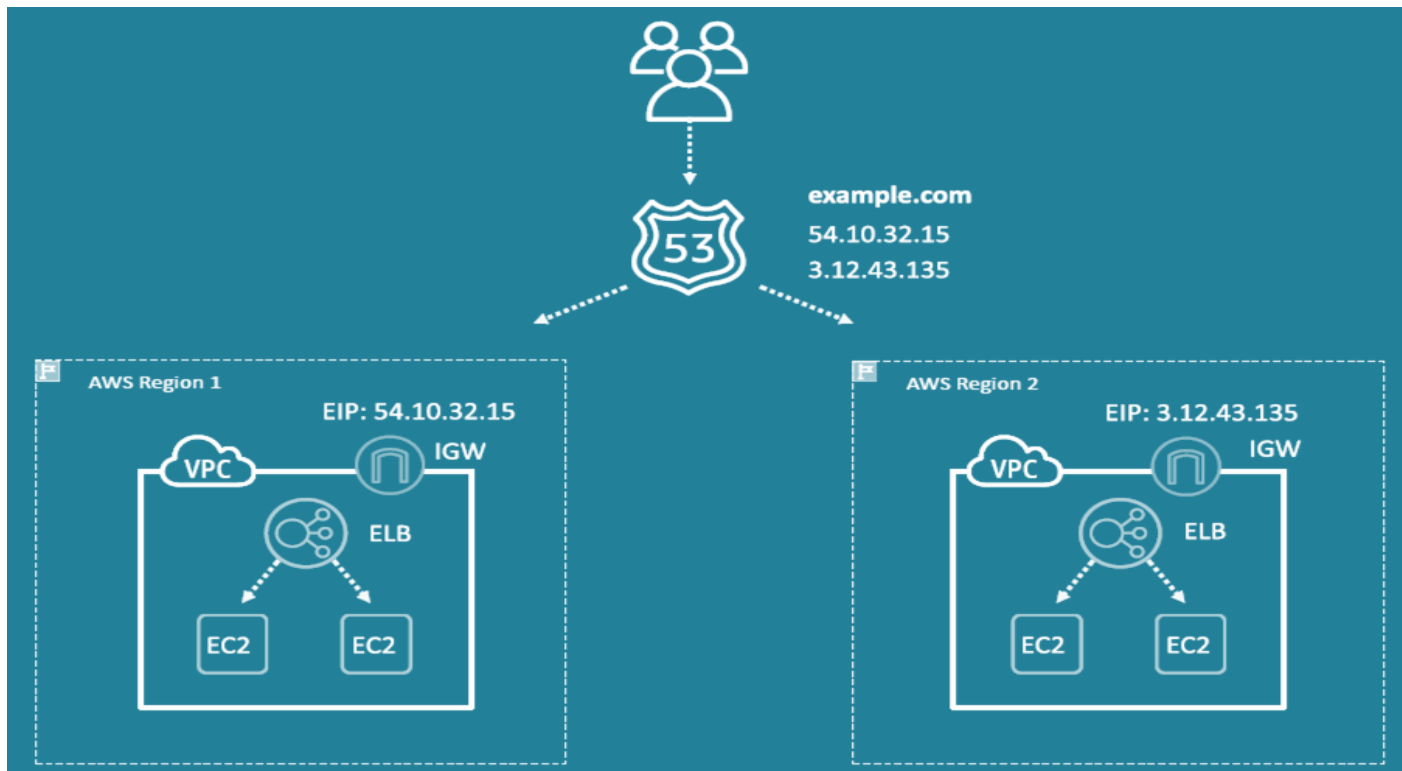 53
example.com
54.10.32.15
3.12.43.135
AWS Region 1
EIP: 54.10.32.15
IGW
VPC
ELB
EC2
EC2
AWS Region 2
EIP: 3.12.43.135
IGW
VPC
ELB
EC2
EC2